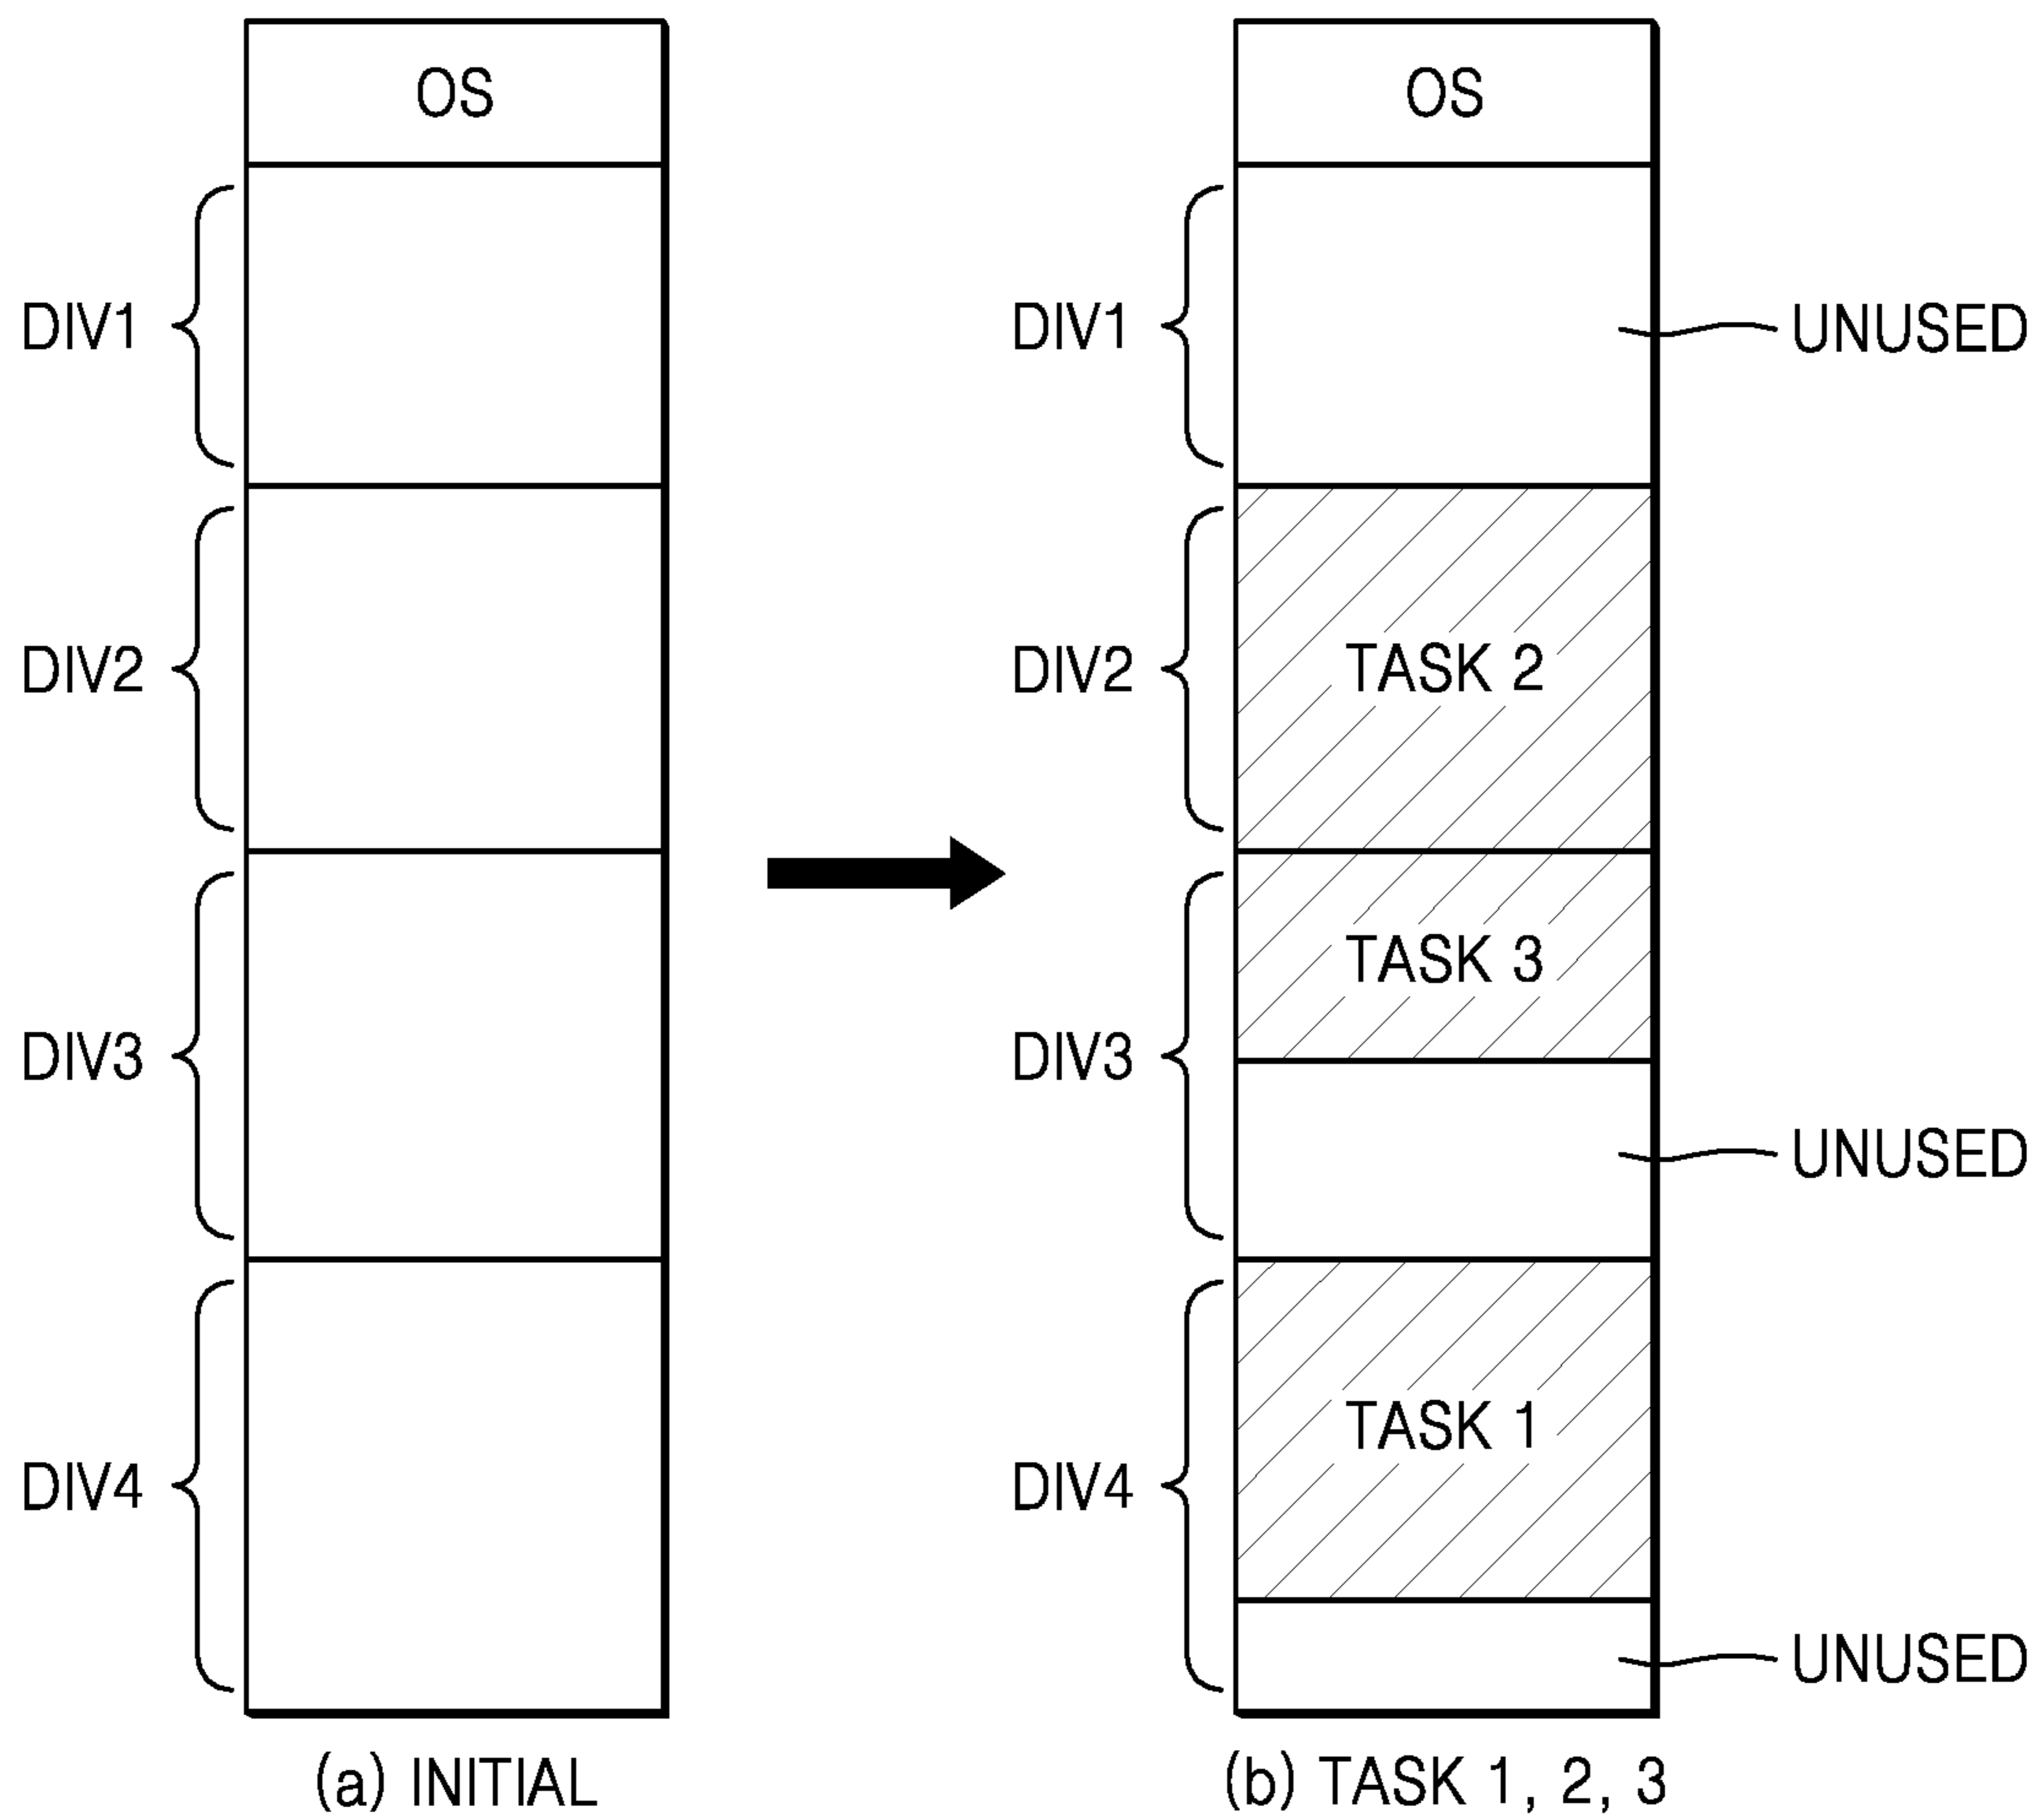 OS
DIV1
DIV2
DIV3
DIV4
(a) INITIAL
OS
DIV1
UNUSED
DIV2
TASK 2
TASK 3
DIV3
UNUSED
TASK 1
DIV4
UNUSED
(b) TASK 1, 2, 3